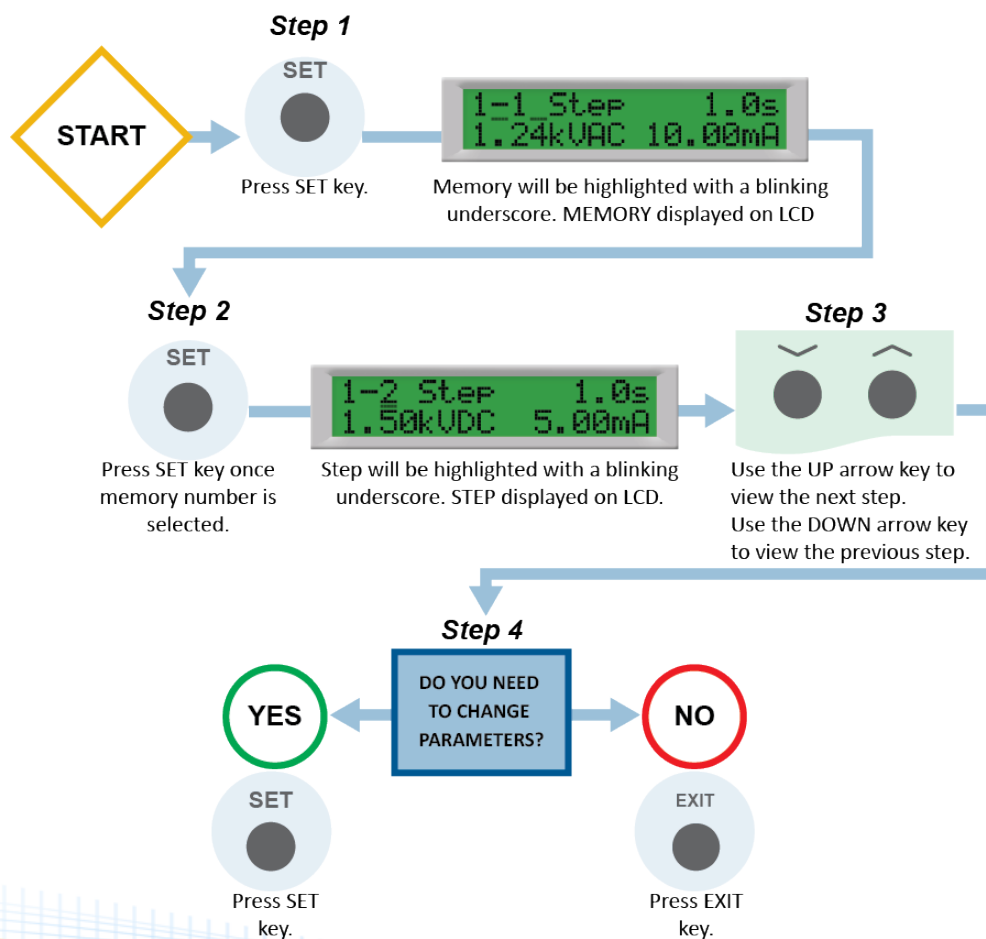 Step 1
START
SET
1-1_Step 1.0s
1.24kVAC 10.00mA
Press SET key.
Memory will be highlighted with a blinking
underscore. MEMORY displayed on LCD
Step 2
SET
1-2 Step 1.0s
1.50kVDC 5.00mA
Press SET key once
memory number is
selected.
Step will be highlighted with a blinking
underscore. STEP displayed on LCD.
Step 3
Use the UP arrow key to
view the next step.
Use the DOWN arrow key
to view the previous step.
Step 4
DO YOU NEED
TO CHANGE
PARAMETERS?
YES
SET
Press SET
key.
NO
EXIT
Press EXIT
key.